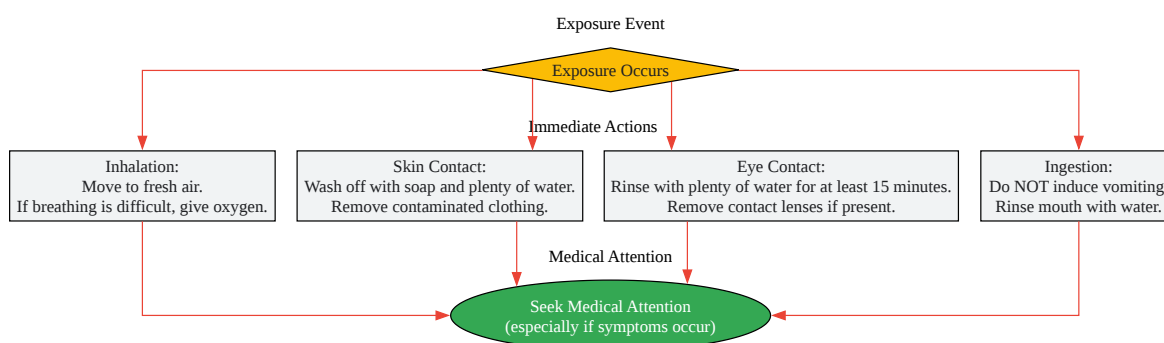 Exposure Event
Exposure Occurs
Immediate Actions
Inhalation:
Move to fresh air.
If breathing is difficult, give oxygen.
Skin Contact:
Wash off with soap and plenty of water.
Remove contaminated clothing.
Eye Contact:
Rinse with plenty of water for at least 15 minutes.
Remove contact lenses if present.
Ingestion:
Do NOT induce vomiting
Rinse mouth with water.
Medical Attention
Seek Medical Attention
(especially if symptoms occur)